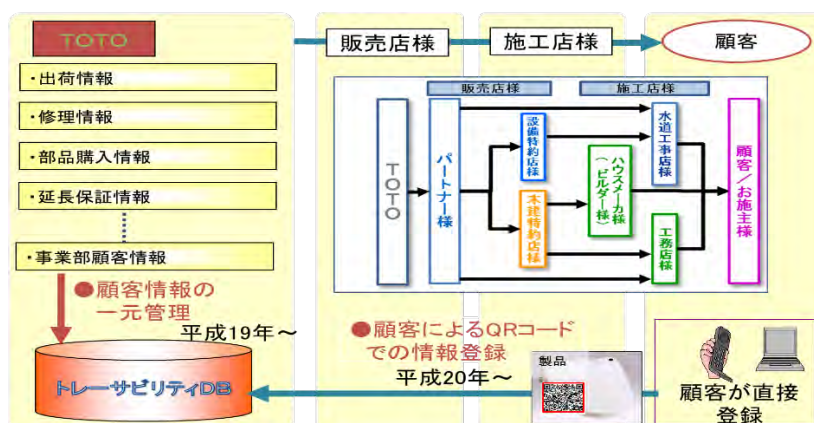 TOTO
販売店様
施工店様
顧客
・出荷情報
・修理情報
・部品購入情報
・延長保証情報
・事業部顧客情報
販売店様
施工店様
TOTO
パートナー様
設備特約店様
木建特約店様
ハウスメーカ様
(ビルダー様)
水道工事店様
工務店様
顧客/お施主様
●顧客情報の
一元管理
平成19年~
●顧客によるQRコード
での情報登録
平成20年~
トレーサビリティDB
製品
顧客が直接
登録